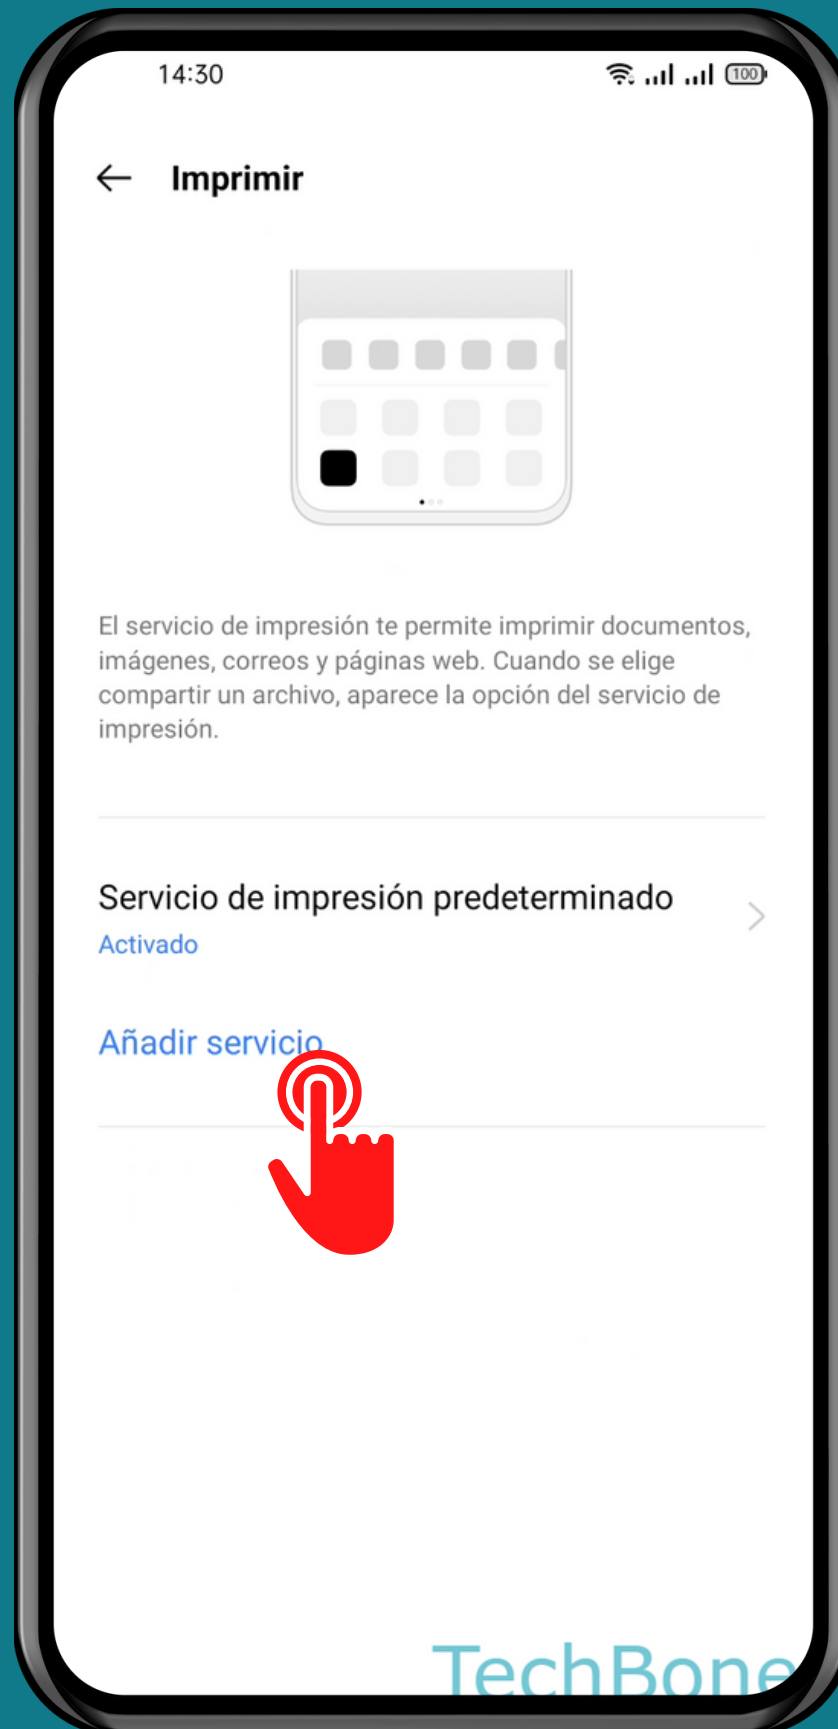 14:30
100
Imprimir
El servicio de impresión te permite imprimir documentos,
imágenes, correos y páginas web. Cuando se elige
compartir un archivo, aparece la opción del servicio de
impresión.
Servicio de impresión predeterminado
Activado
Añadir servicio
TechBone